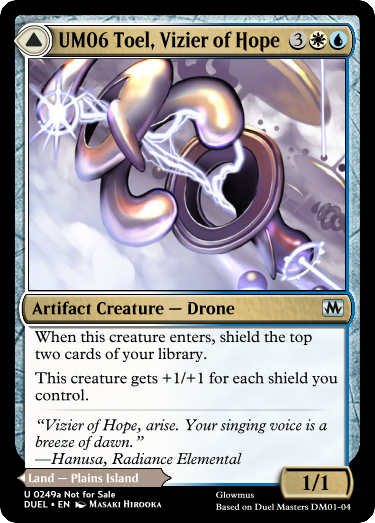 UM06 Toel, Vizier of Hope 3
Artifact Creature — Drone
When this creature enters, shield the top
two cards of your library.
This creature gets +1/+1 for each shield you
control.
“Vizier of Hope, arise. Your singing voice is a
breeze of dawn.”
—Hanusa, Radiance Elemental
Land — Plains Island
1/1
U 0249a Not for Sale
DUEL • EN Masaki Hirooka
Glowmus
Based on Duel Masters DM01-04